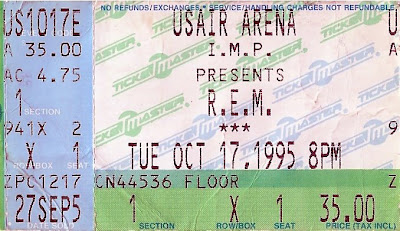 NO REFUNDS/EXCHANGES * SERVICE/HANDLING CHARGES NOT REFUNDABLE
US1017E USAIR ARENA U
A 35.00 I.M.P. A
AC 4.75 PRESENTS
1 R.E.M.
SECTION
941X 2 *** 9
X 1 TUE OCT 17,1995 8PM
ROW/BOX SEAT
ZPC1217 CN44536 FLOOR Z
27SEP5 1 X 1 35.00
DATE SOLD SECTION ROW/BOX SEAT PRICE (TAX INCL)
TICKETMASTER